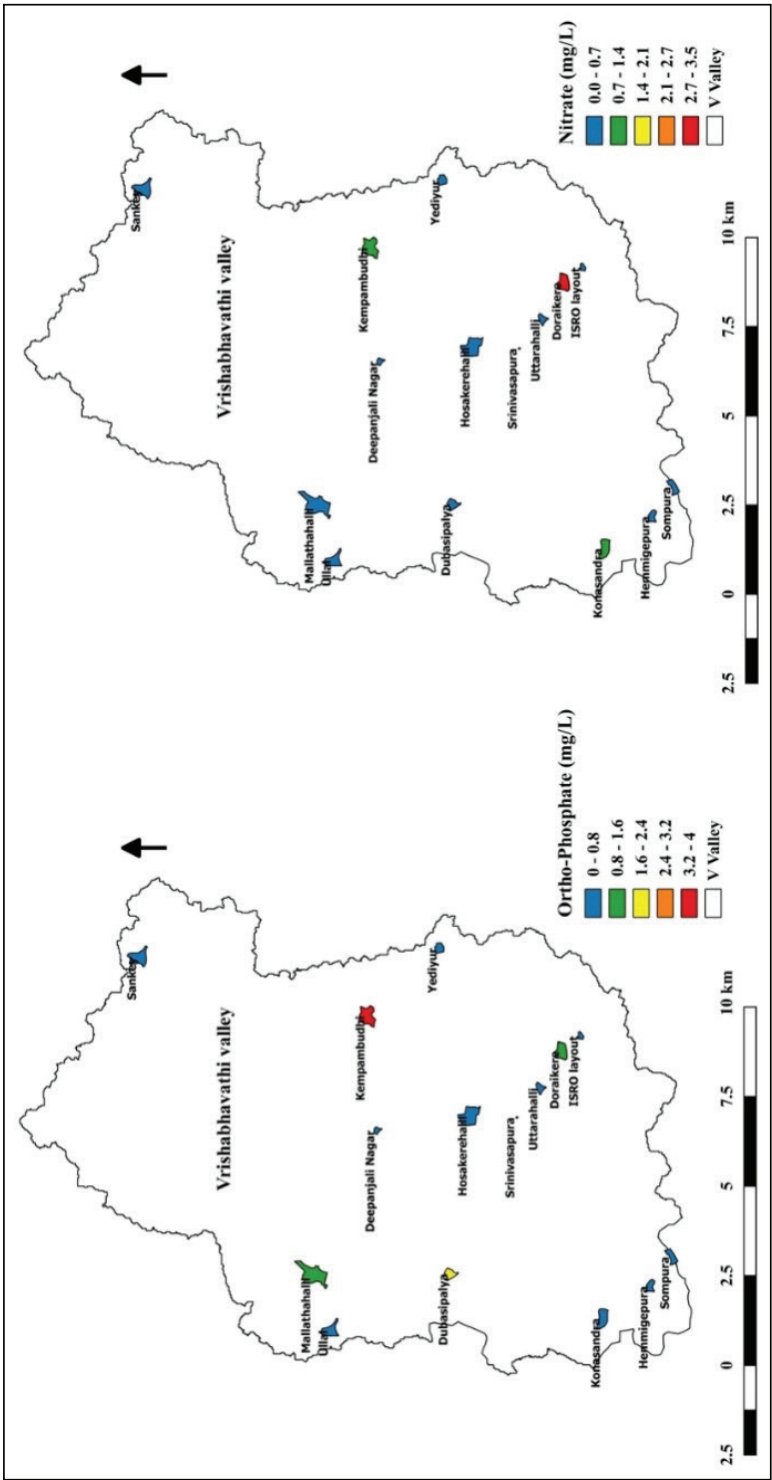 Sankey
Vrishabhavathi valley
Mallathahalli
Ullal
Kempambudhi
Deepanjali Nagar
Yediyur
Dubasipalya
Hosakerehalli
Srinivasapura
Uttarahalli
Doraikere
ISRO layout
Konasandra
Hemmigepura
Sompura
Ortho-Phosphate (mg/L)
0 - 0.8
0.8 - 1.6
1.6 - 2.4
2.4 - 3.2
3.2 - 4
V Valley
2.5 0 2.5 5 7.5 10 km
Sankey
Vrishabhavathi valley
Mallathahalli
Ullal
Kempambudhi
Deepanjali Nagar
Yediyur
Dubasipalya
Hosakerehalli
Srinivasapura
Uttarahalli
Doraikere
ISRO layout
Konasandra
Hemmigepura
Sompura
Nitrate (mg/L)
0.0 - 0.7
0.7 - 1.4
1.4 - 2.1
2.1 - 2.7
2.7 - 3.5
V Valley
2.5 0 2.5 5 7.5 10 km